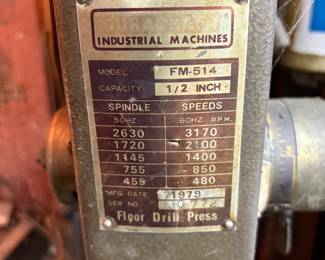 INDUSTRIAL MACHINES
MODEL: FM-514
CAPACITY: 1/2 INCH
SPINDLE SPEEDS
50HZ 60HZ R.P.M.
2630 3170
1720 2100
1145 1400
755 850
455 480
MFG DATE 1979
SER NO
Floor Drill Press